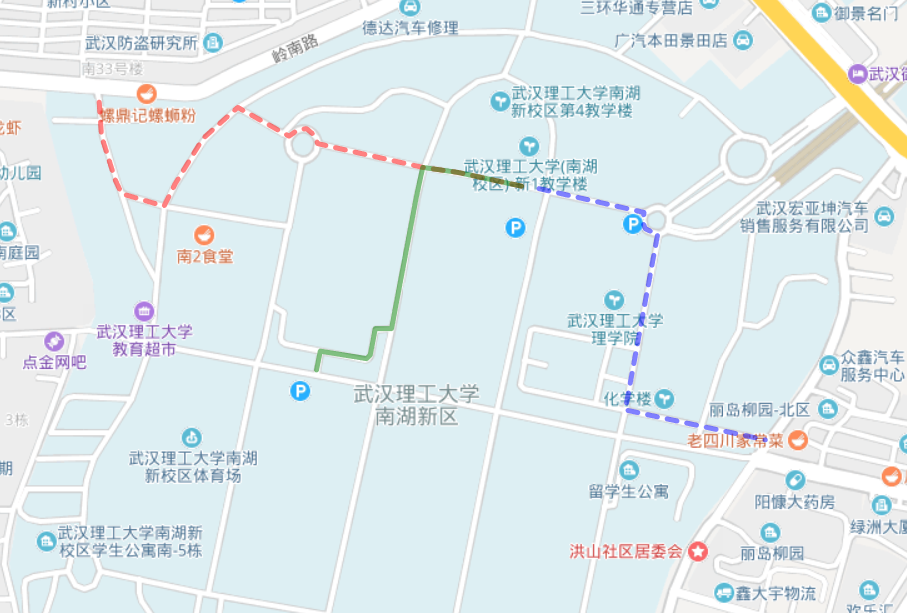 新村小区
三环华通专营店
御景名门
德达汽车修理
武汉防盗研究所
岭南路
广汽本田景田店
南33号楼
螺鼎记螺蛳粉
武汉理工大学南湖
新校区第4教学楼
龙虾
武汉理工大学(南湖
校区)-新1教学楼
幼儿园
P
P
武汉宏亚坤汽车
销售服务有限公司
南庭园
南2食堂
区
武汉理工大学
教育超市
武汉理工大学
理学院
点金网吧
众鑫汽车
服务中心
P
武汉理工大学
南湖新区
化学楼
丽岛柳园-北区
3栋
老四川家常菜
武汉理工大学南湖
新校区体育场
期
留学生公寓
阳慷大药房
绿洲大厦
武汉理工大学南湖新
校区学生公寓南-5栋
洪山社区居委会
丽岛柳园
鑫大宇物流
欢乐汇